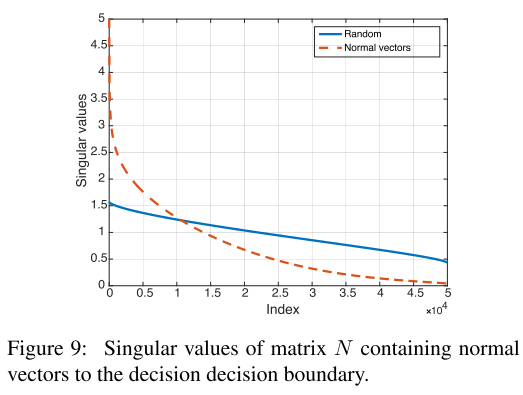 5
4.5
4
3.5
3
2.5
2
1.5
1
0.5
0
Singular values
Random
Normal vectors
0 0.5 1 1.5 2 2.5 3 3.5 4 4.5 5
×10⁴
Index
Figure 9: Singular values of matrix N containing normal
vectors to the decision decision boundary.